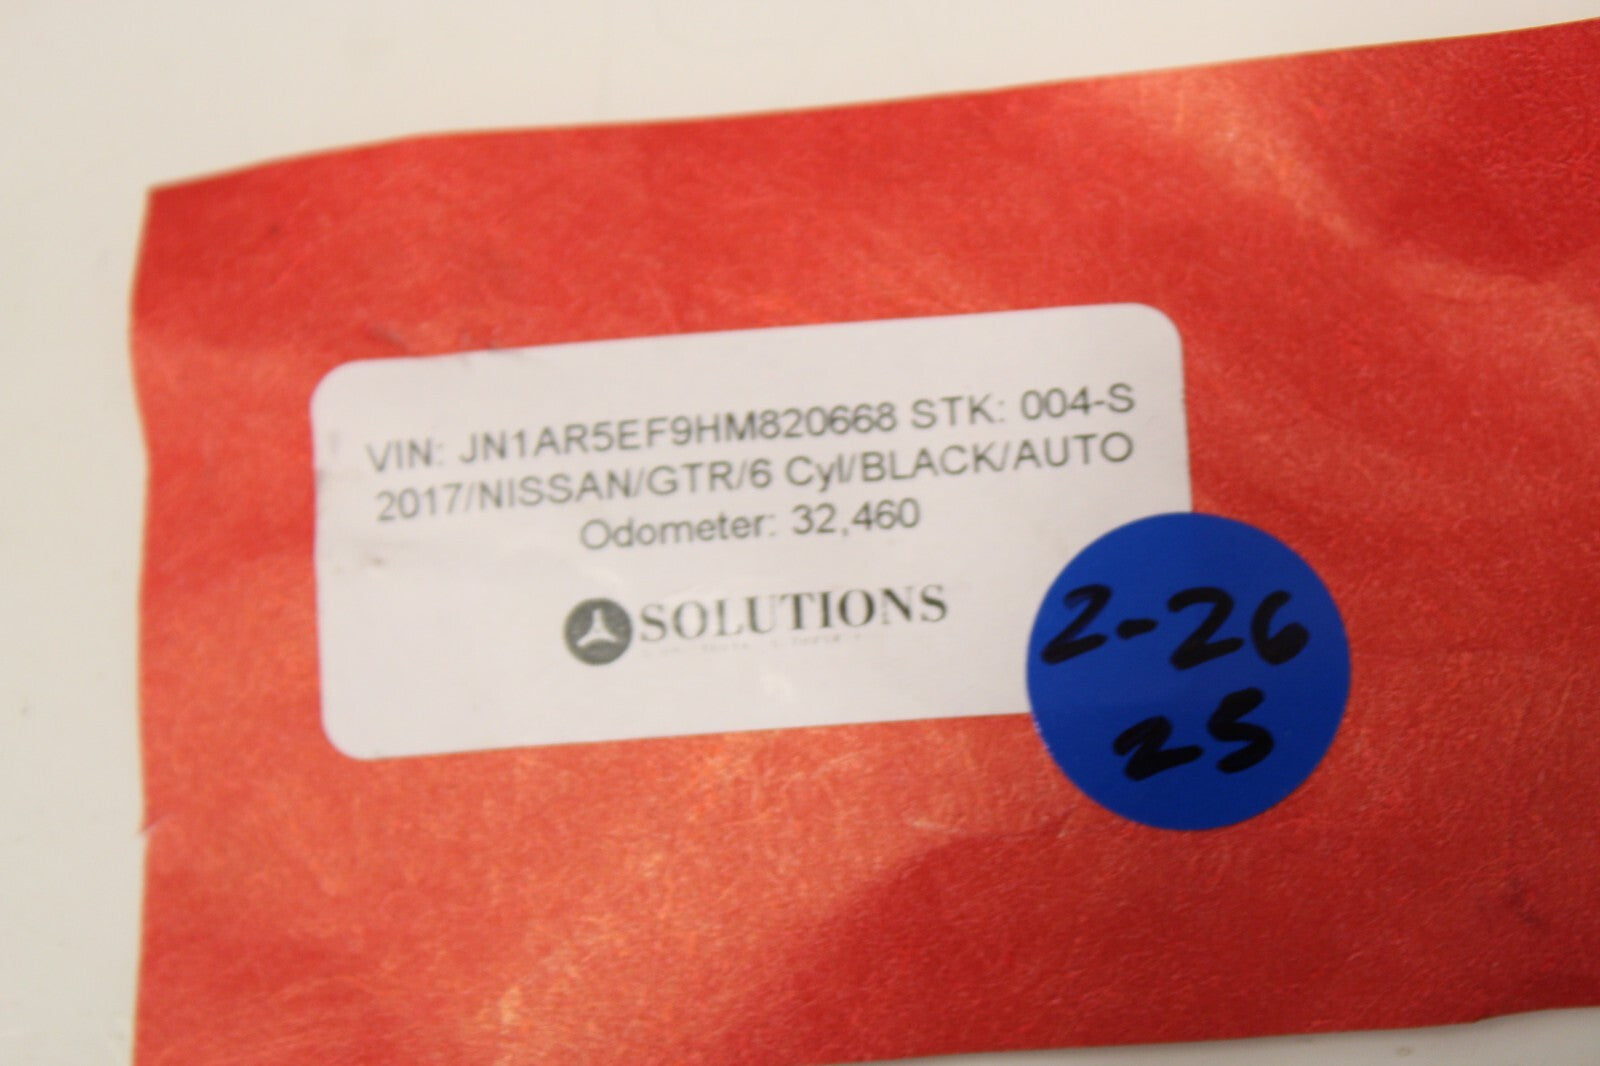 VIN: JN1AR5EF9HM820668 STK: 004-S
2017/NISSAN/GTR/6 Cyl/BLACK/AUTO
Odometer: 32,460
SOLUTIONS
2-26
25